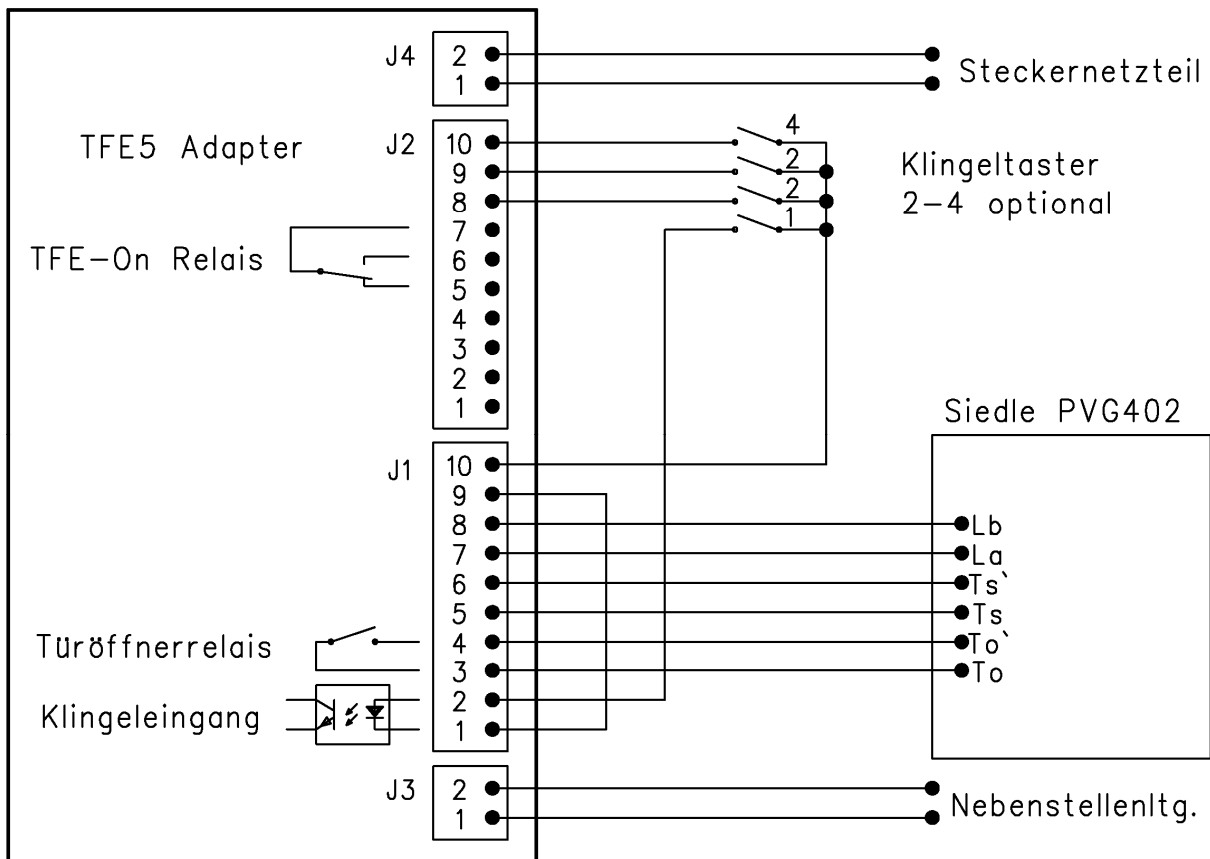 J4
2
1
Steckernetzteil
TFE5 Adapter
J2
10
9
8
7
6
5
4
3
2
1
4
2
2
1
Klingeltaster
2-4 optional
TFE-On Relais
Siedle PVG402
J1
10
9
8
7
6
5
4
3
2
1
Lb
La
Ts`
Ts
To`
To
Türöffnerrelais
Klingeleingang
J3
2
1
Nebenstellenltg.